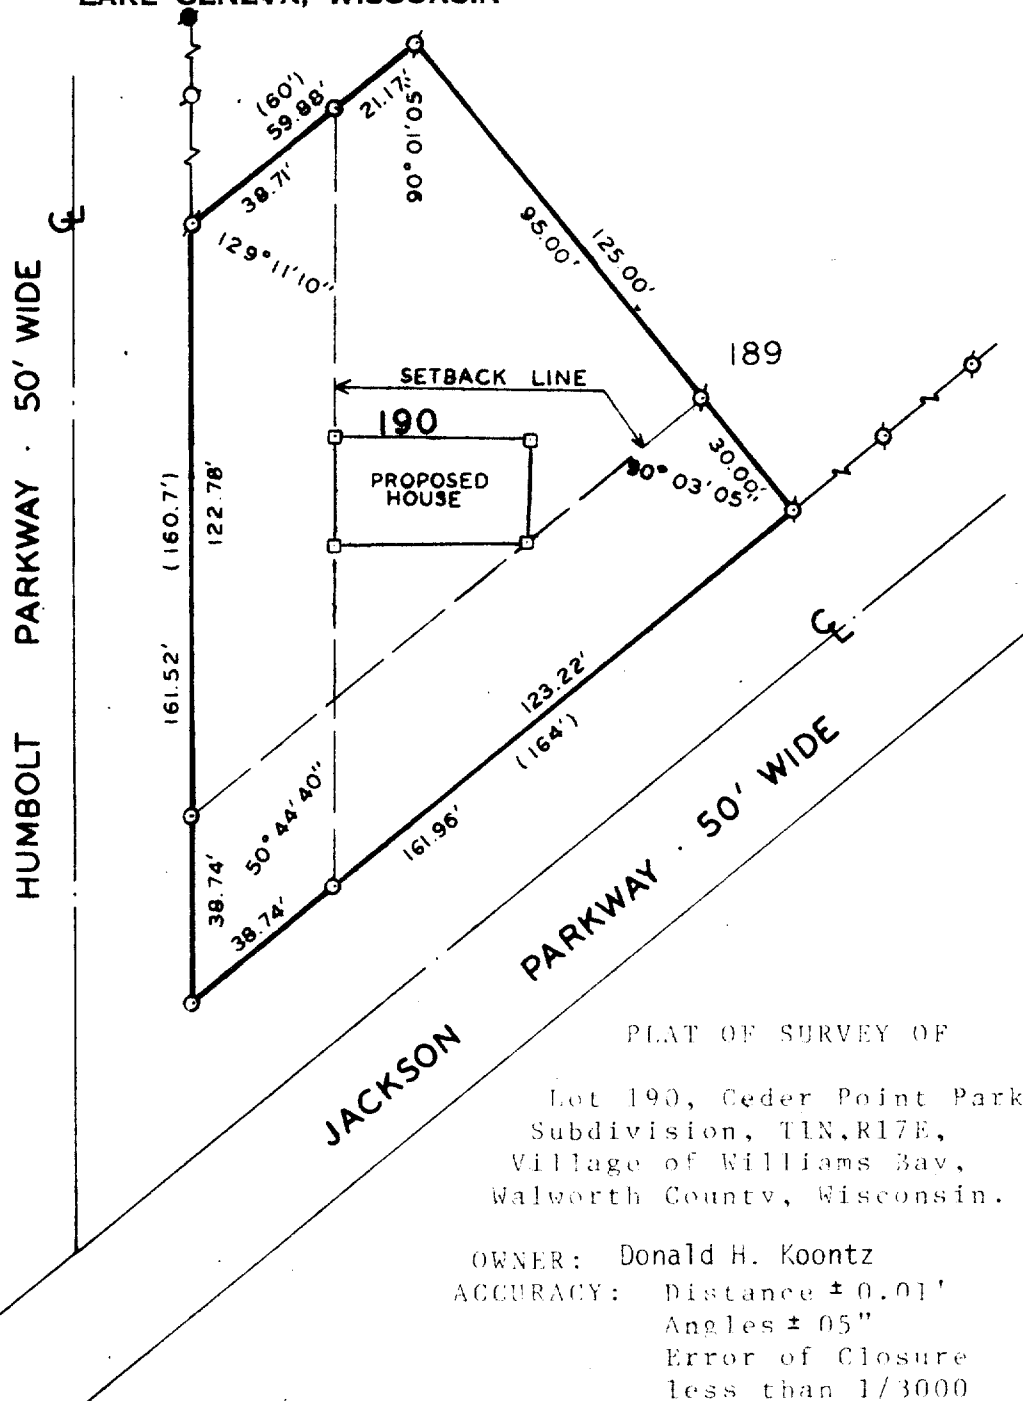 LAKE GENEVA, WISCONSIN
(60')
59.88'
21.17'
38.71'
90° 01'05"
129°11'10"
95.00'
125.00'
189
SETBACK LINE
190
PROPOSED
HOUSE
30.00'
90° 03'05"
HUMBOLT PARKWAY · 50' WIDE
(160.7')
122.78'
161.52'
123.22'
(164')
161.96'
50° 44'40"
38.74'
38.74'
JACKSON PARKWAY · 50' WIDE
PLAT OF SURVEY OF
Lot 190, Ceder Point Park
Subdivision, T1N,R17E,
Village of Williams Bay,
Walworth County, Wisconsin.
OWNER: Donald H. Koontz
ACCURACY: Distance ± 0.01'
Angles ± 05"
Error of Closure
less than 1/3000